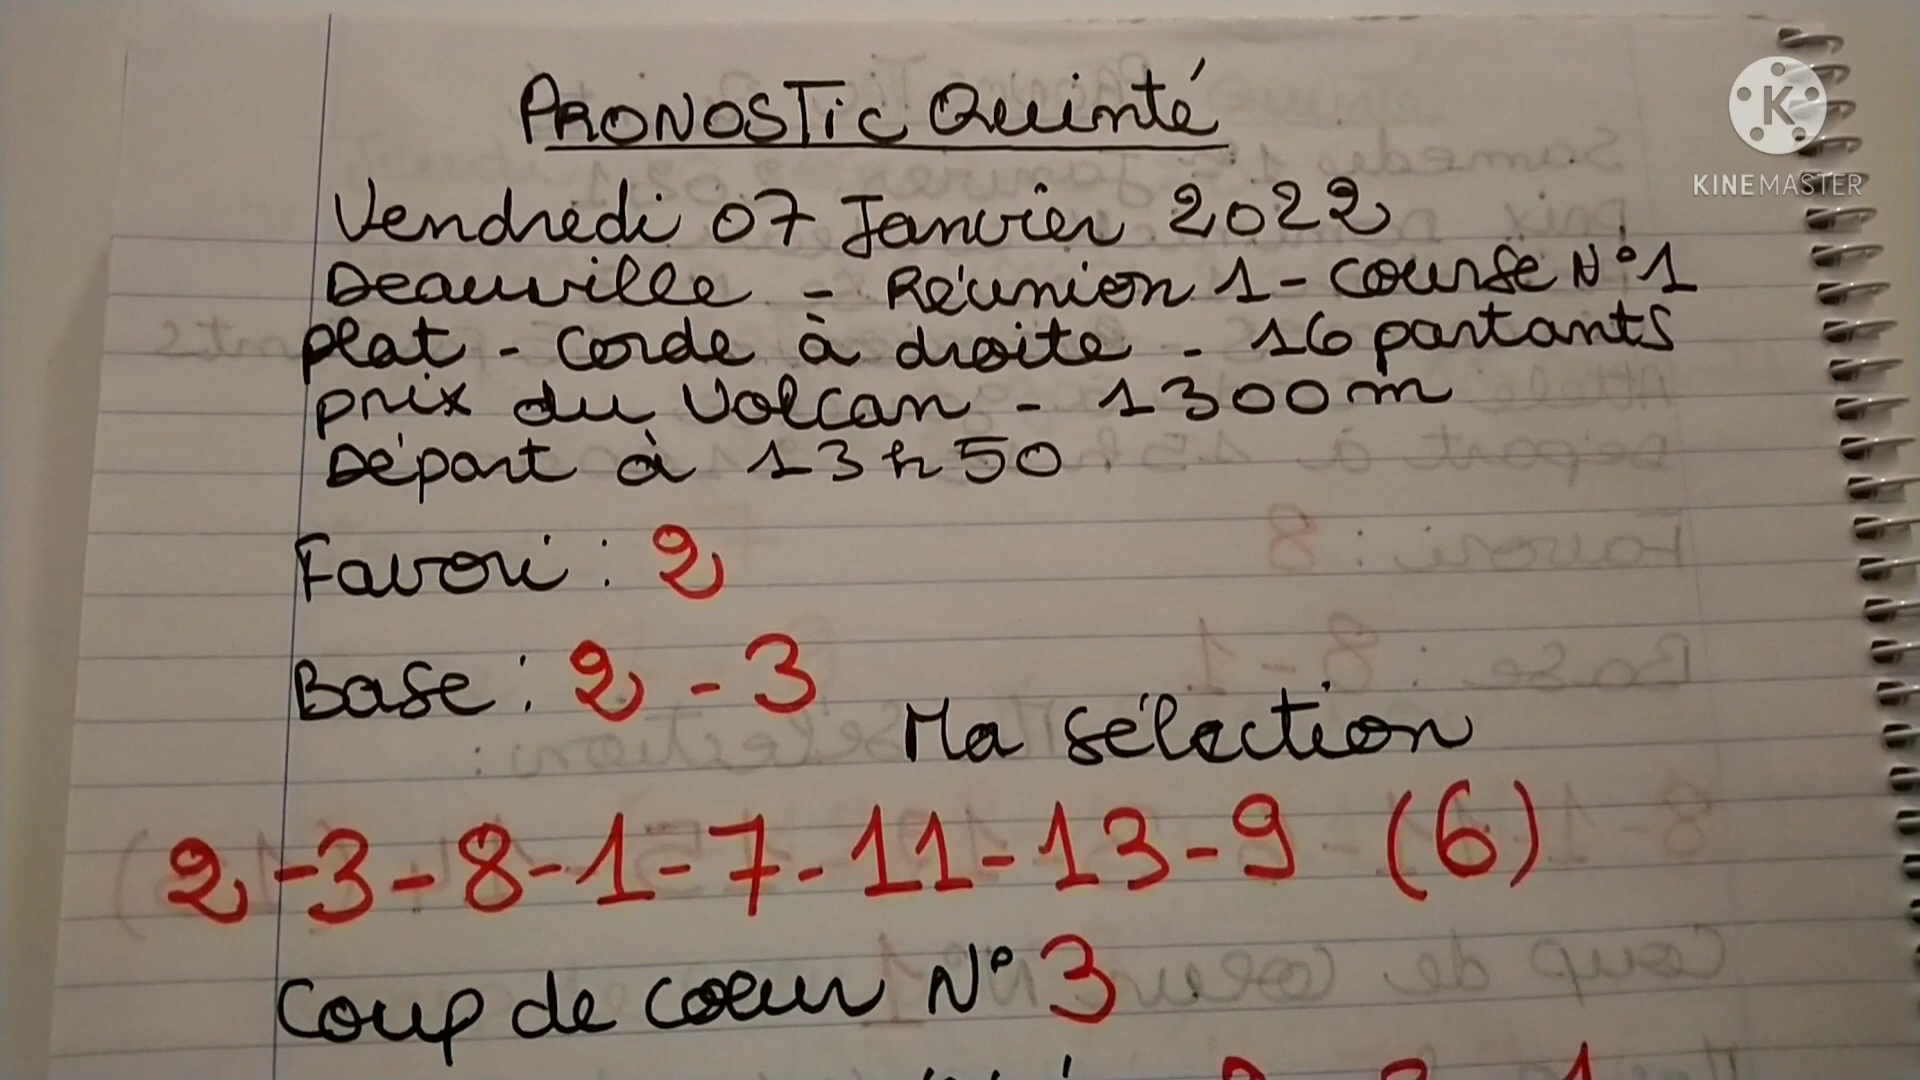 PRONOSTIC Quinté
KINEMASTER
Vendredi 07 Janvier 2022
Deauville - Réunion 1 - course N°1
plat - corde à droite - 16 partants
prix du Volcan - 1300m
Départ à 13h50
Favori : 2
Base : 2 - 3
Ma sélection
2 - 3 - 8 - 1 - 7 - 11 - 13 - 9 (6)
Coup de coeur N° 3